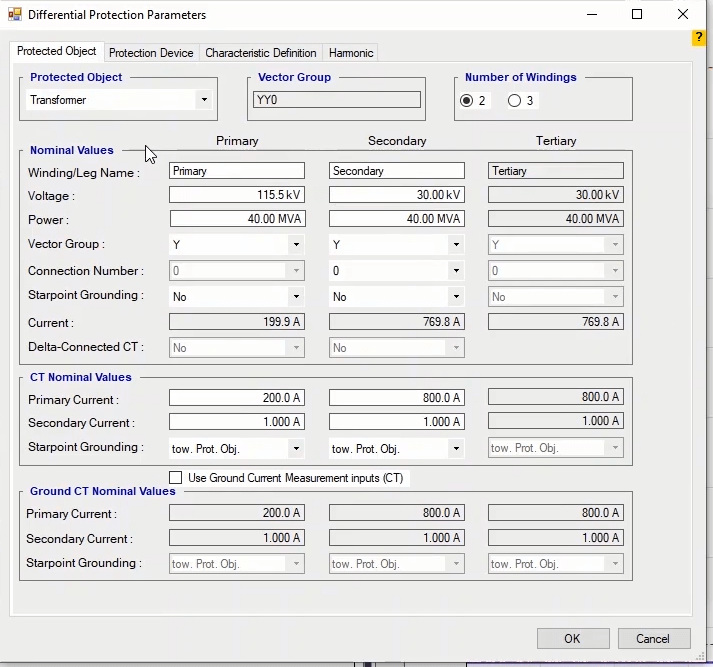 Differential Protection Parameters
?
Protected Object Protection Device Characteristic Definition Harmonic
Protected Object Vector Group Number of Windings
Transformer YY0 2 3
Primary Secondary Tertiary
Nominal Values
Winding/Leg Name : Primary Secondary Tertiary
Voltage : 115.5 kV 30.00 kV 30.00 kV
Power : 40.00 MVA 40.00 MVA 40.00 MVA
Vector Group : Y Y Y
Connection Number : 0 0 0
Starpoint Grounding : No No No
Current : 199.9 A 769.8 A 769.8 A
Delta-Connected CT : No No
CT Nominal Values
Primary Current : 200.0 A 800.0 A 800.0 A
Secondary Current : 1.000 A 1.000 A 1.000 A
Starpoint Grounding : tow. Prot. Obj. tow. Prot. Obj. tow. Prot. Obj.
Use Ground Current Measurement inputs (CT)
Ground CT Nominal Values
Primary Current : 200.0 A 800.0 A 800.0 A
Secondary Current : 1.000 A 1.000 A 1.000 A
Starpoint Grounding : tow. Prot. Obj. tow. Prot. Obj. tow. Prot. Obj.
OK Cancel